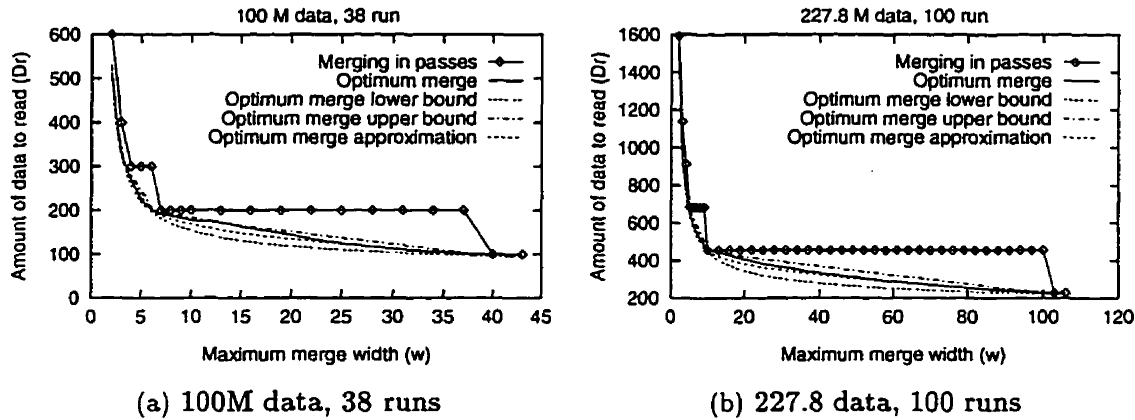 100 M data, 38 run
Amount of data to read (Dr)
600
500
400
300
200
100
0
Merging in passes
Optimum merge
Optimum merge lower bound
Optimum merge upper bound
Optimum merge approximation
0 5 10 15 20 25 30 35 40 45
Maximum merge width (w)
(a) 100M data, 38 runs
227.8 M data, 100 run
Amount of data to read (Dr)
1600
1400
1200
1000
800
600
400
200
Merging in passes
Optimum merge
Optimum merge lower bound
Optimum merge upper bound
Optimum merge approximation
0 20 40 60 80 100 120
Maximum merge width (w)
(b) 227.8 data, 100 runs